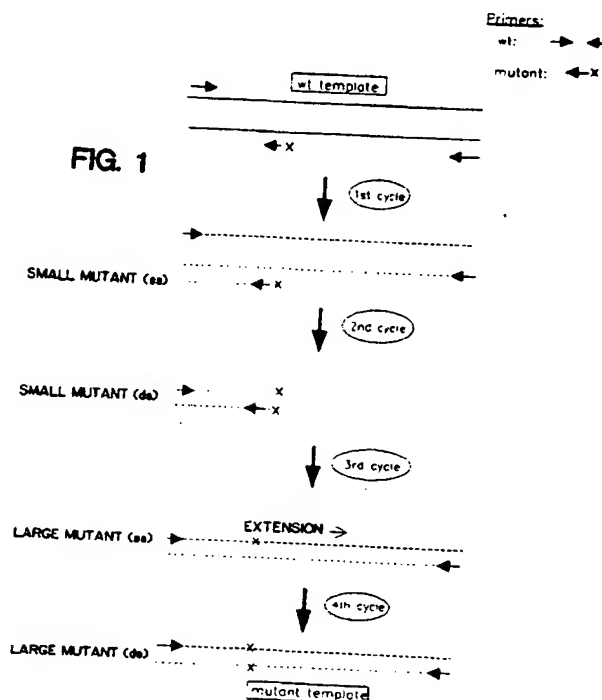 Primers:
wt:
mutant: x
wt template
x
FIG. 1
1st cycle
SMALL MUTANT (ss)
x
2nd cycle
SMALL MUTANT (ds)
x
x
3rd cycle
EXTENSION
LARGE MUTANT (ss)
x
4th cycle
LARGE MUTANT (ds)
x
x
mutant template